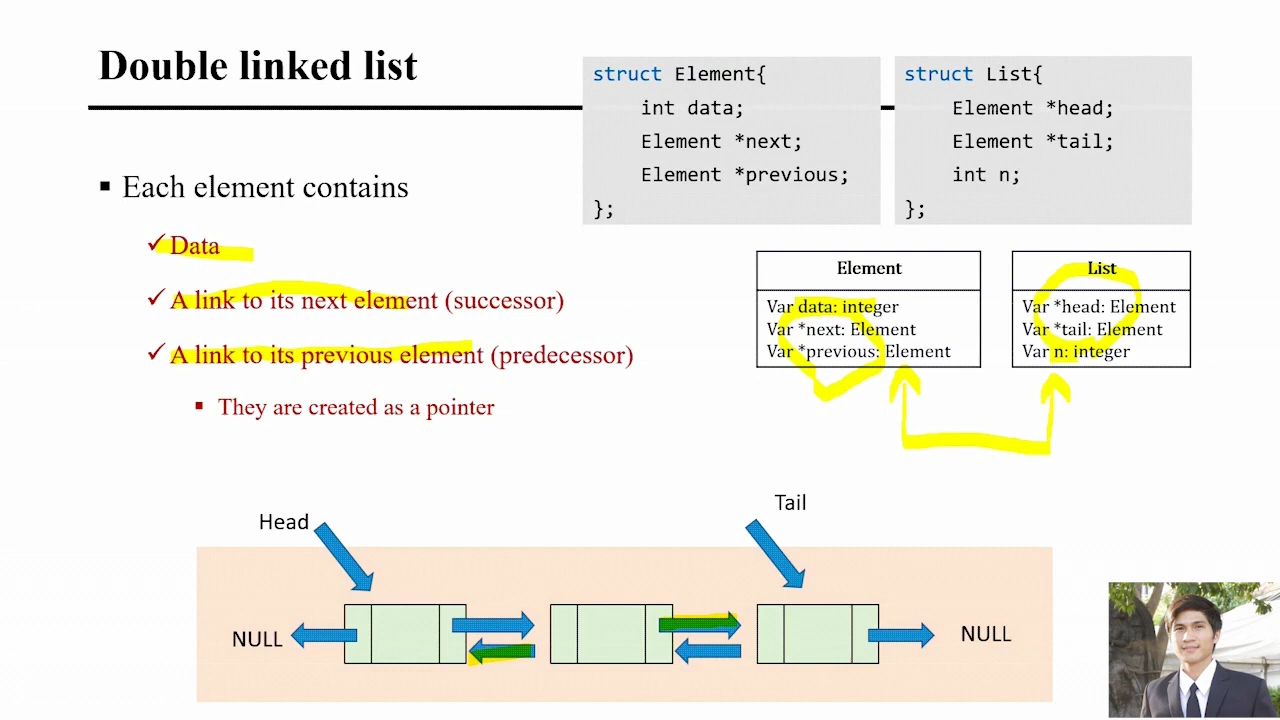 Double linked list
struct Element{
int data;
Element *next;
Element *previous;
};
struct List{
Element *head;
Element *tail;
int n;
};
Each element contains
Data
A link to its next element (successor)
A link to its previous element (predecessor)
They are created as a pointer
Element
Var data: integer
Var *next: Element
Var *previous: Element
List
Var *head: Element
Var *tail: Element
Var n: integer
Head
Tail
NULL
NULL